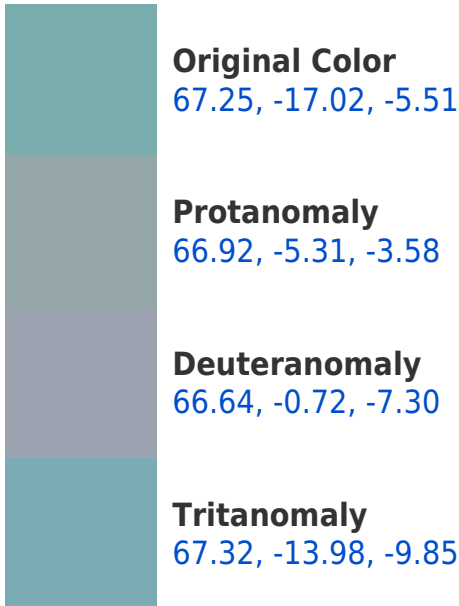 Original Color
67.25, -17.02, -5.51
Protanomaly
66.92, -5.31, -3.58
Deuteranomaly
66.64, -0.72, -7.30
Tritanomaly
67.32, -13.98, -9.85